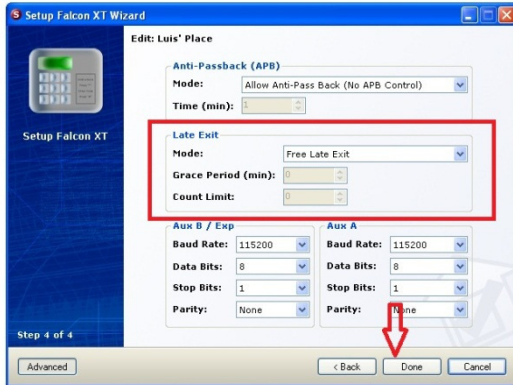 Setup Falcon XT Wizard
Edit: Luis' Place
Anti-Passback (APB)
Mode: Allow Anti-Pass Back (No APB Control)
Time (min): 1
Setup Falcon XT
Late Exit
Mode: Free Late Exit
Grace Period (min): 0
Count Limit: 0
Aux B / Exp
Baud Rate: 115200
Data Bits: 8
Stop Bits: 1
Parity: None
Aux A
Baud Rate: 115200
Data Bits: 8
Stop Bits: 1
Parity: None
Step 4 of 4
Advanced
< Back
Done
Cancel